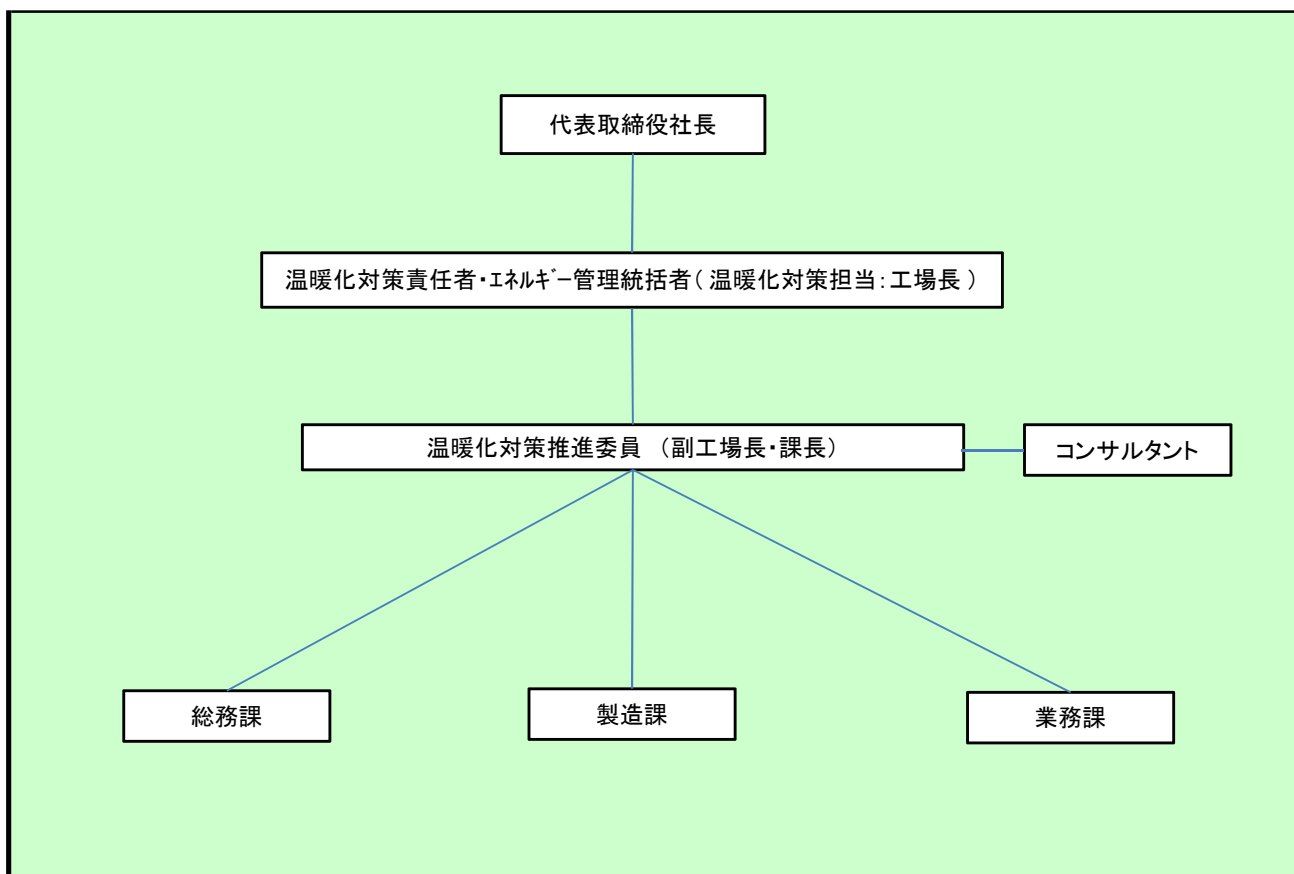 代表取締役社長
温暖化対策責任者・ｴﾈﾙｷﾞｰ管理統括者（ 温暖化対策担当：工場長 ）
温暖化対策推進委員　（副工場長・課長）
コンサルタント
総務課
製造課
業務課